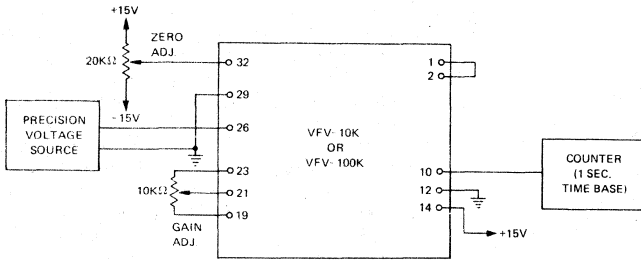 +15V
ZERO
ADJ.
20KΩ
-15V
PRECISION
VOLTAGE
SOURCE
32
29
26
23
21
19
10KΩ
GAIN
ADJ.
VFV-10K
OR
VFV-100K
1
2
10
12
14
+15V
COUNTER
(1 SEC.
TIME BASE)